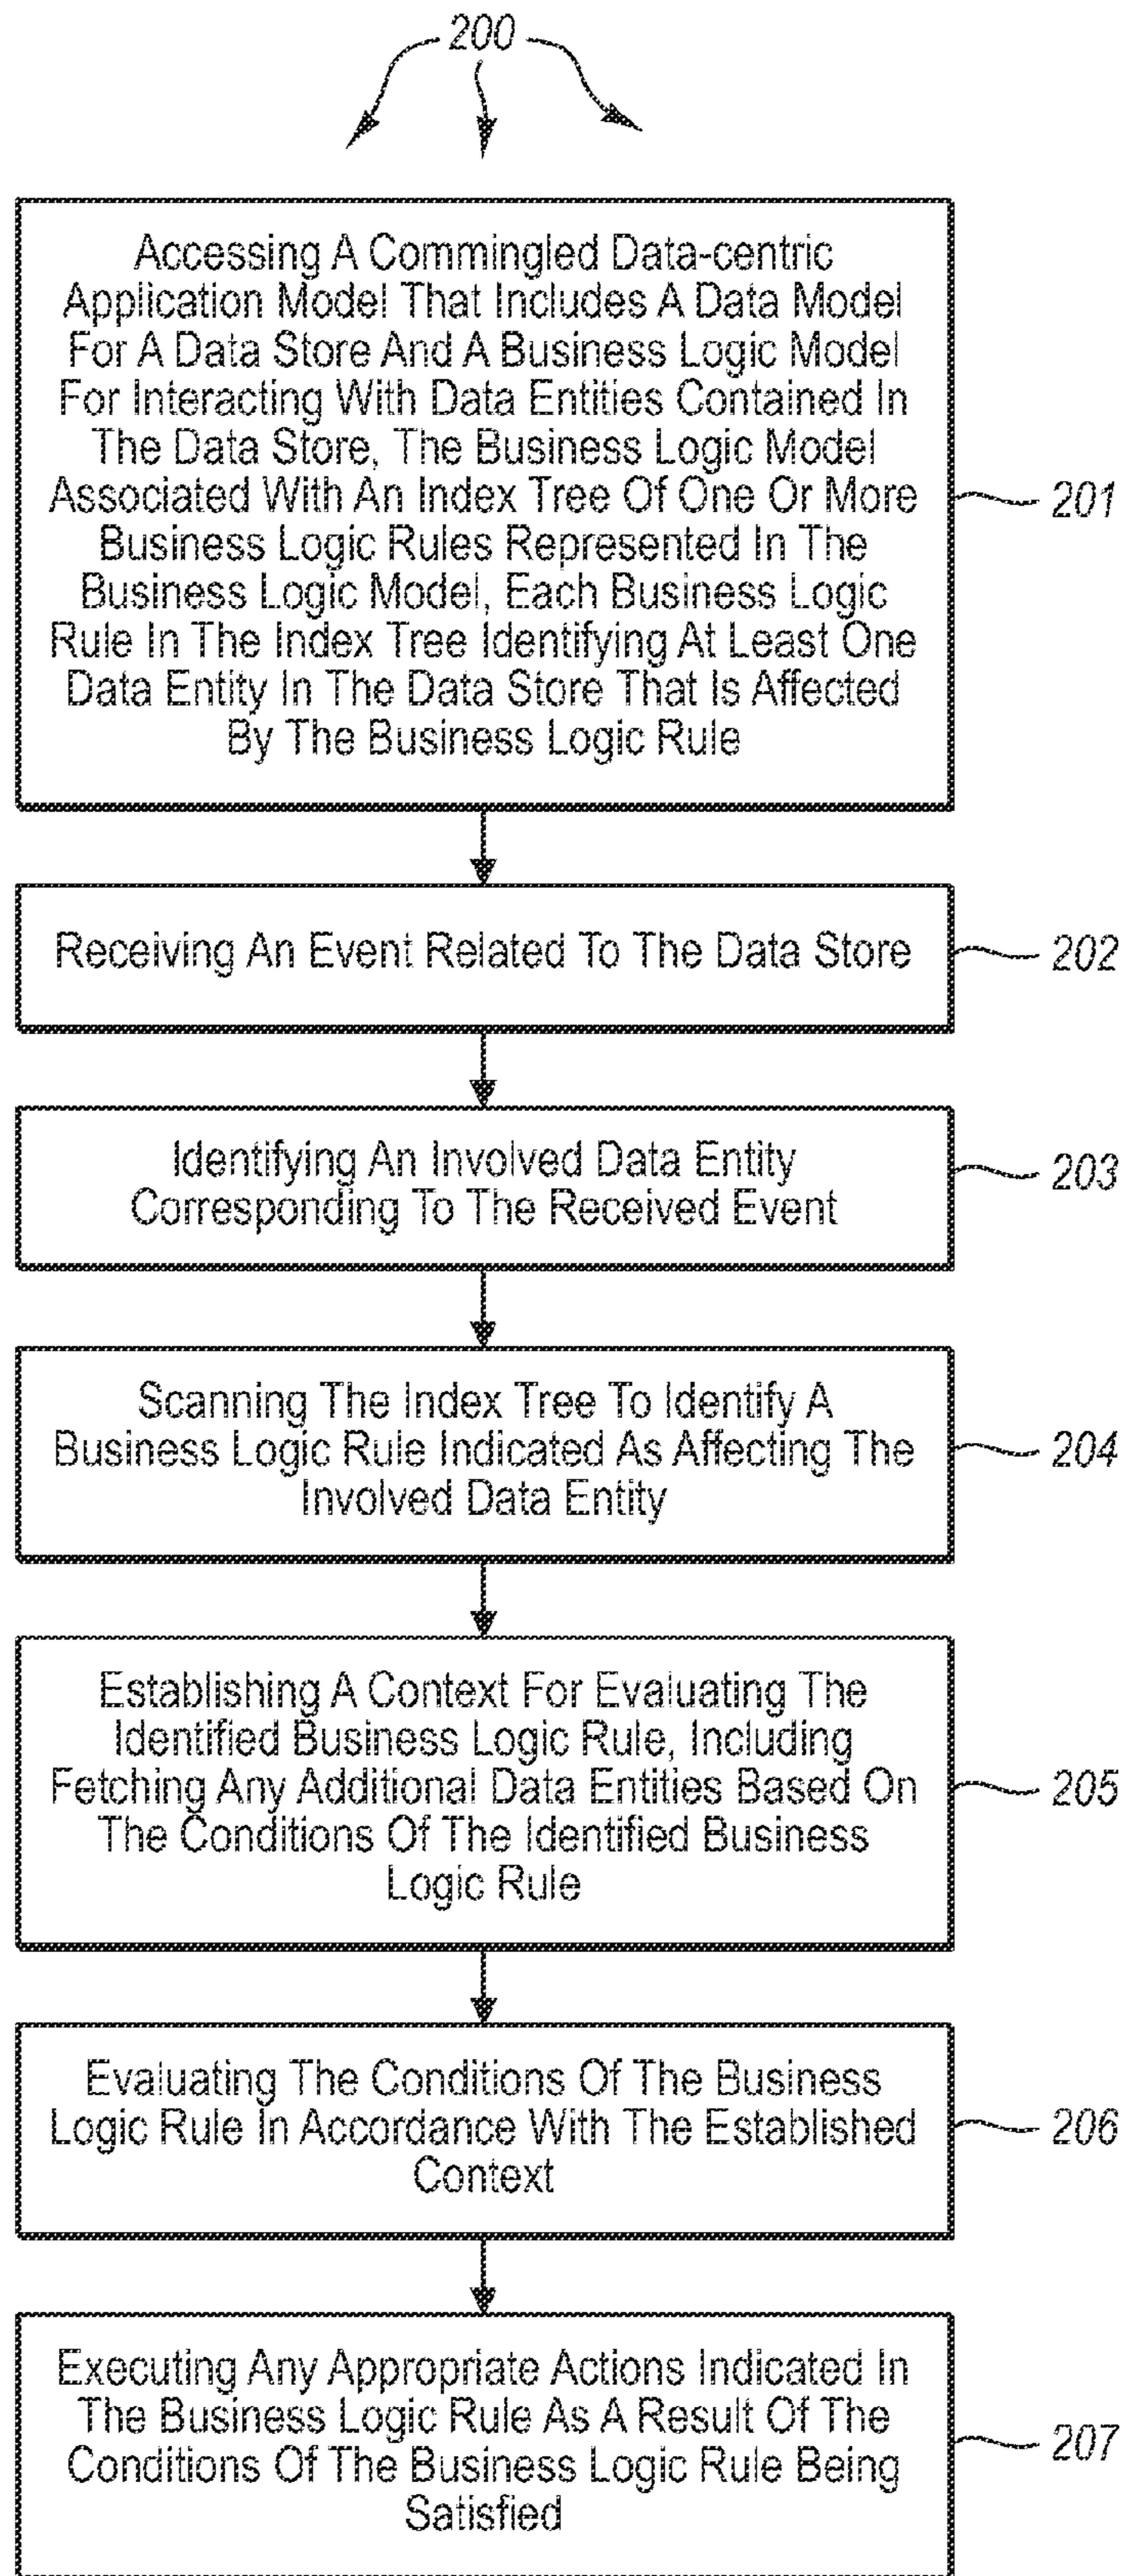 200
Accessing A Commingled Data-centric
Application Model That Includes A Data Model
For A Data Store And A Business Logic Model
For Interacting With Data Entities Contained In
The Data Store, The Business Logic Model
Associated With An Index Tree Of One Or More
Business Logic Rules Represented In The
Business Logic Model, Each Business Logic
Rule In The Index Tree Identifying At Least One
Data Entity In The Data Store That Is Affected
By The Business Logic Rule
201
Receiving An Event Related To The Data Store
202
Identifying An Involved Data Entity
Corresponding To The Received Event
203
Scanning The Index Tree To Identify A
Business Logic Rule Indicated As Affecting The
Involved Data Entity
204
Establishing A Context For Evaluating The
Identified Business Logic Rule, Including
Fetching Any Additional Data Entities Based On
The Conditions Of The Identified Business
Logic Rule
205
Evaluating The Conditions Of The Business
Logic Rule In Accordance With The Established
Context
206
Executing Any Appropriate Actions Indicated In
The Business Logic Rule As A Result Of The
Conditions Of The Business Logic Rule Being
Satisfied
207